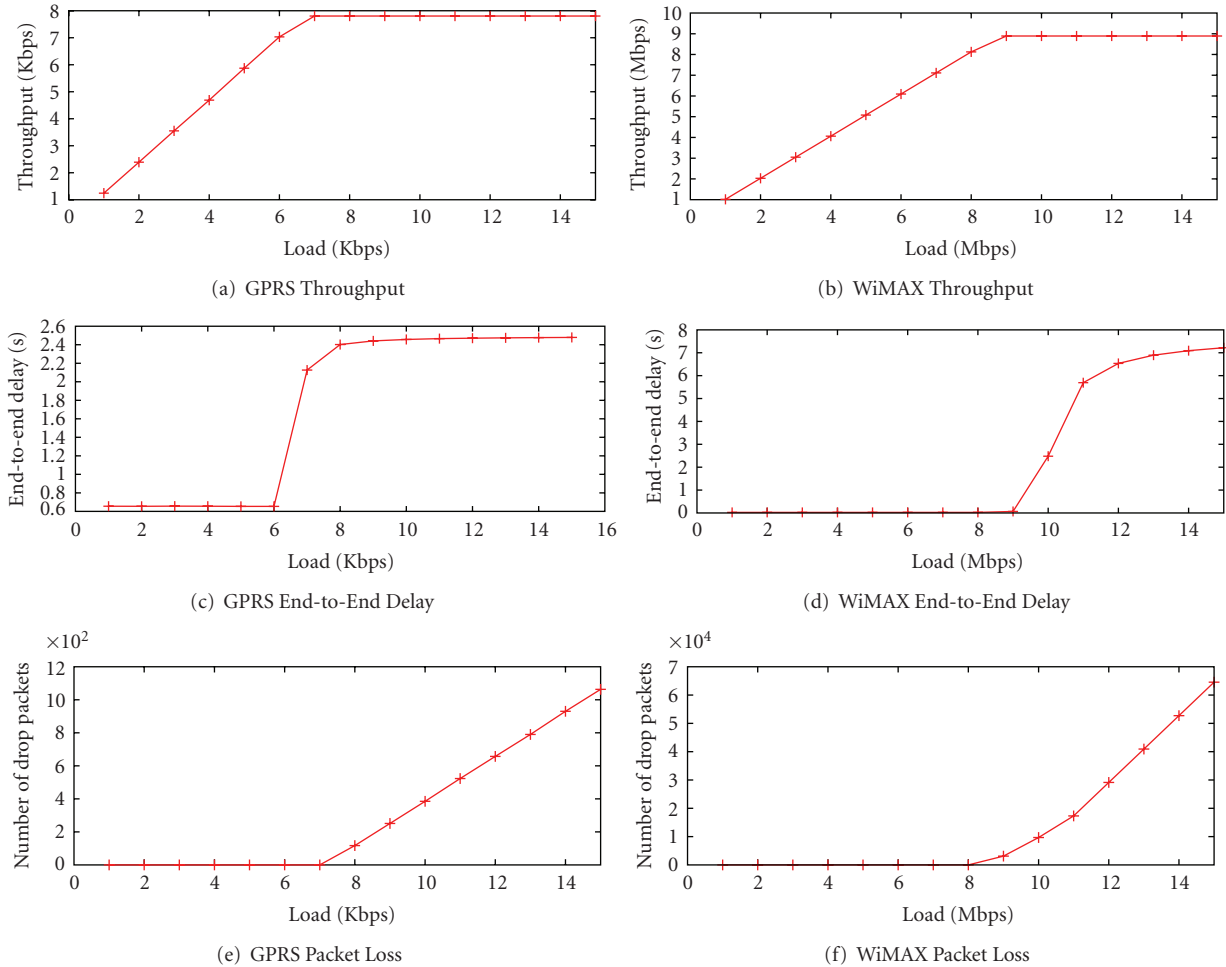 8
7
6
5
4
3
2
1
Throughput (Kbps)
0 2 4 6 8 10 12 14
Load (Kbps)
(a) GPRS Throughput
10
9
8
7
6
5
4
3
2
1
Throughput (Mbps)
0 2 4 6 8 10 12 14
Load (Mbps)
(b) WiMAX Throughput
2.6
2.4
2.2
2
1.8
1.6
1.4
1.2
1
0.8
0.6
End-to-end delay (s)
0 2 4 6 8 10 12 14 16
Load (Kbps)
(c) GPRS End-to-End Delay
8
7
6
5
4
3
2
1
0
End-to-end delay (s)
0 2 4 6 8 10 12 14
Load (Mbps)
(d) WiMAX End-to-End Delay
×10²
12
10
8
6
4
2
0
Number of drop packets
0 2 4 6 8 10 12 14
Load (Kbps)
(e) GPRS Packet Loss
×10⁴
7
6
5
4
3
2
1
0
Number of drop packets
0 2 4 6 8 10 12 14
Load (Mbps)
(f) WiMAX Packet Loss